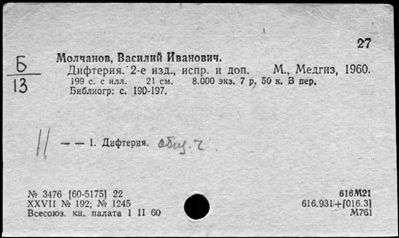 27
Б
13
Молчанов, Василий Иванович.
Дифтерия. 2-е изд., испр. и доп. М., Медгиз, 1960.
199 с. с илл. 21 см. 8.000 экз. 7 р. 50 к. В пер.
Библиогр: с. 190-197.
— — 1. Дифтерия. общ. ч.
№ 3476 [60-5175] 22
XXVII № 192; № 1245
Всесоюз. кн. палата 1 II 60
616М21
616.931+[016.3]
М761